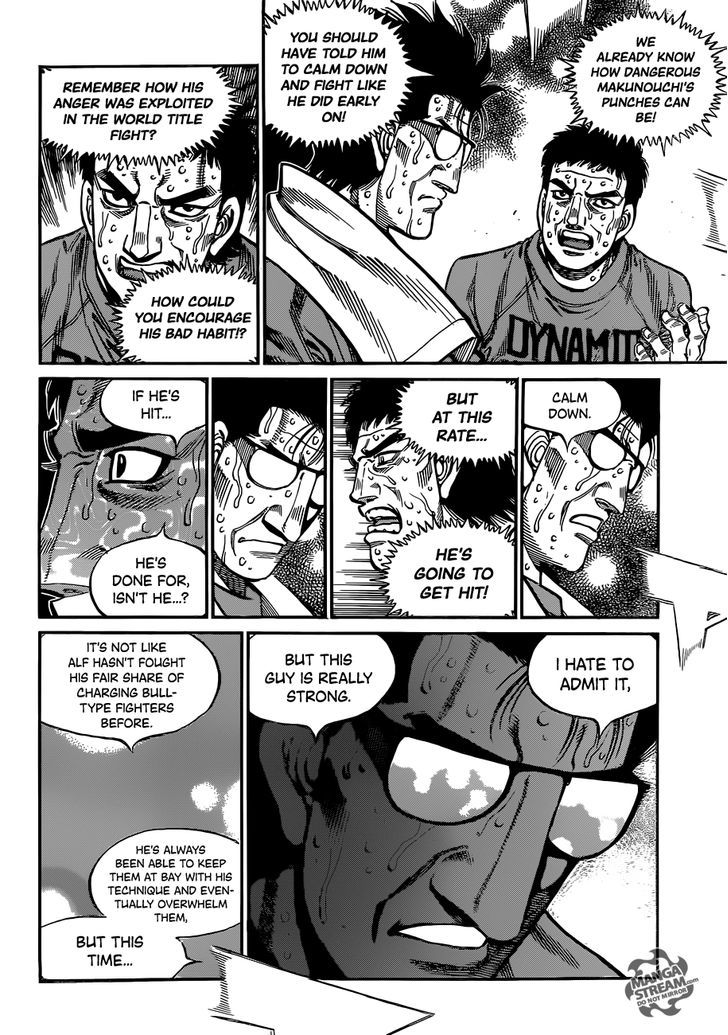 WE
ALREADY KNOW
HOW DANGEROUS
MAKUNOUCHI'S
PUNCHES CAN
BE!
YOU SHOULD
HAVE TOLD HIM
TO CALM DOWN
AND FIGHT LIKE
HE DID EARLY
ON!
DYNAMIT
REMEMBER HOW HIS
ANGER WAS EXPLOITED
IN THE WORLD TITLE
FIGHT?
HOW COULD
YOU ENCOURAGE
HIS BAD HABIT!?
CALM
DOWN.
BUT
AT THIS
RATE...
HE'S
GOING TO
GET HIT!
IF HE'S
HIT...
HE'S
DONE FOR,
ISN'T HE...?
I HATE TO
ADMIT IT,
BUT THIS
GUY IS REALLY
STRONG.
IT'S NOT LIKE
ALF HASN'T FOUGHT
HIS FAIR SHARE OF
CHARGING BULL-
TYPE FIGHTERS
BEFORE.
HE'S ALWAYS
BEEN ABLE TO KEEP
THEM AT BAY WITH HIS
TECHNIQUE AND EVEN-
TUALLY OVERWHELM
THEM,
BUT THIS
TIME...
MANGA
STREAM.com
DO NOT MIRROR